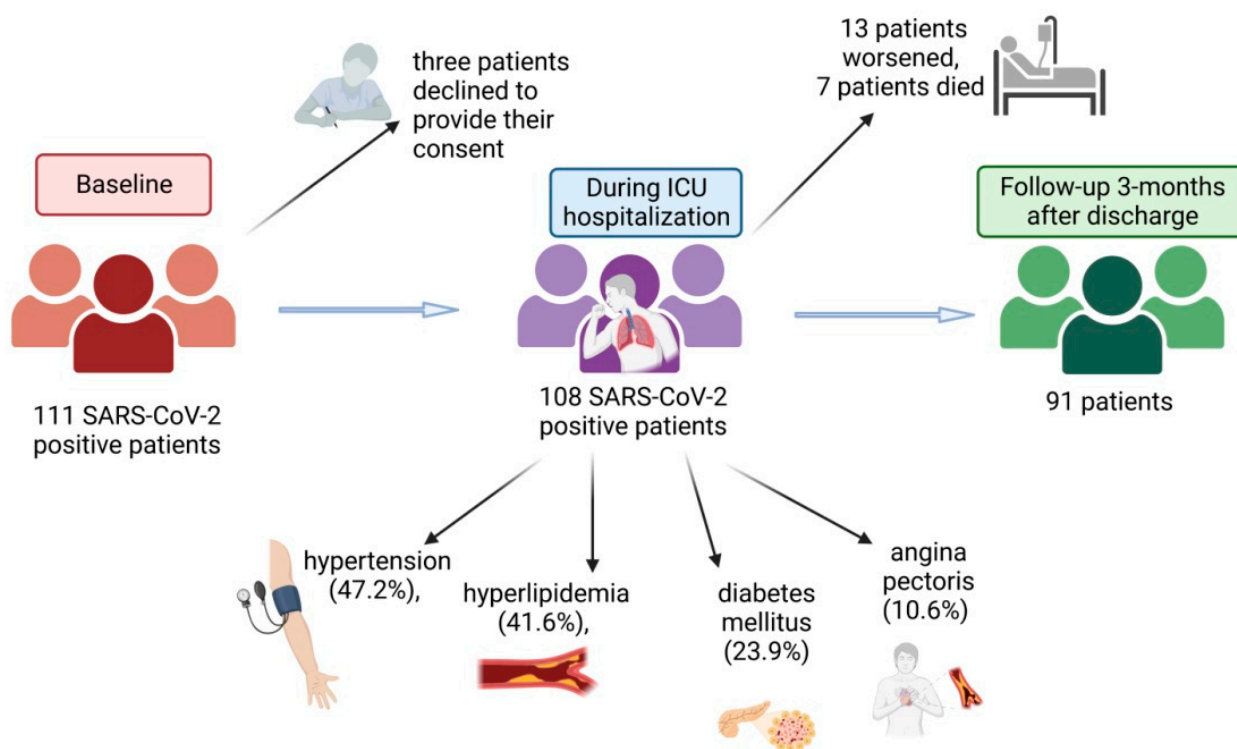 three patients
declined to
provide their
consent
13 patients
worsened,
7 patients died
Baseline
During ICU
hospitalization
Follow-up 3-months
after discharge
111 SARS-CoV-2
positive patients
108 SARS-CoV-2
positive patients
91 patients
hypertension
(47.2%),
hyperlipidemia
(41.6%),
diabetes
mellitus
(23.9%)
angina
pectoris
(10.6%)